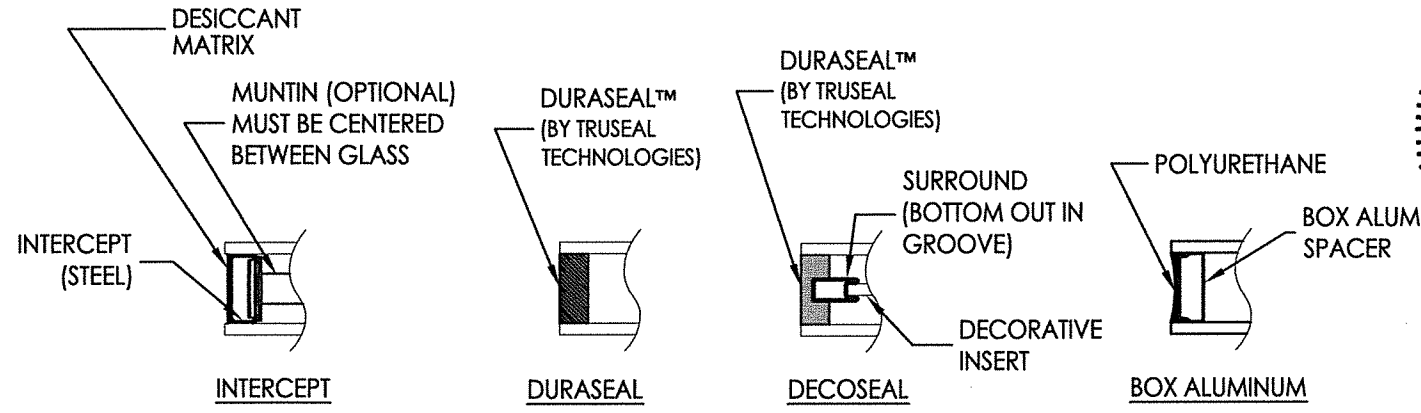 DESICCANT
MATRIX
MUNTIN (OPTIONAL)
MUST BE CENTERED
BETWEEN GLASS
INTERCEPT
(STEEL)
INTERCEPT
DURASEAL™
(BY TRUSEAL
TECHNOLOGIES)
DURASEAL
DURASEAL™
(BY TRUSEAL
TECHNOLOGIES)
SURROUND
(BOTTOM OUT IN
GROOVE)
DECORATIVE
INSERT
DECOSEAL
POLYURETHANE
BOX ALUM
SPACER
BOX ALUMINUM